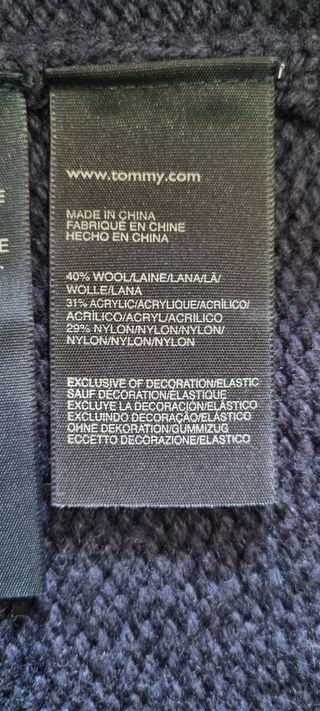 www.tommy.com
MADE IN CHINA
FABRIQUÉ EN CHINE
HECHO EN CHINA
40% WOOL/LAINE/LANA/LÃ/
WOLLE/LANA
31% ACRYLIC/ACRYLIQUE/ACRÍLICO/
ACRÍLICO/ACRYL/ACRILICO
29% NYLON/NYLON/NYLON/
NYLON/NYLON/NYLON
EXCLUSIVE OF DECORATION/ELASTIC
SAUF DÉCORATION/ÉLASTIQUE
EXCLUYE LA DECORACIÓN/ELÁSTICO
EXCLUINDO DECORAÇÃO/ELÁSTICO
OHNE DEKORATION/GUMMIZUG
ECCETTO DECORAZIONE/ELASTICO